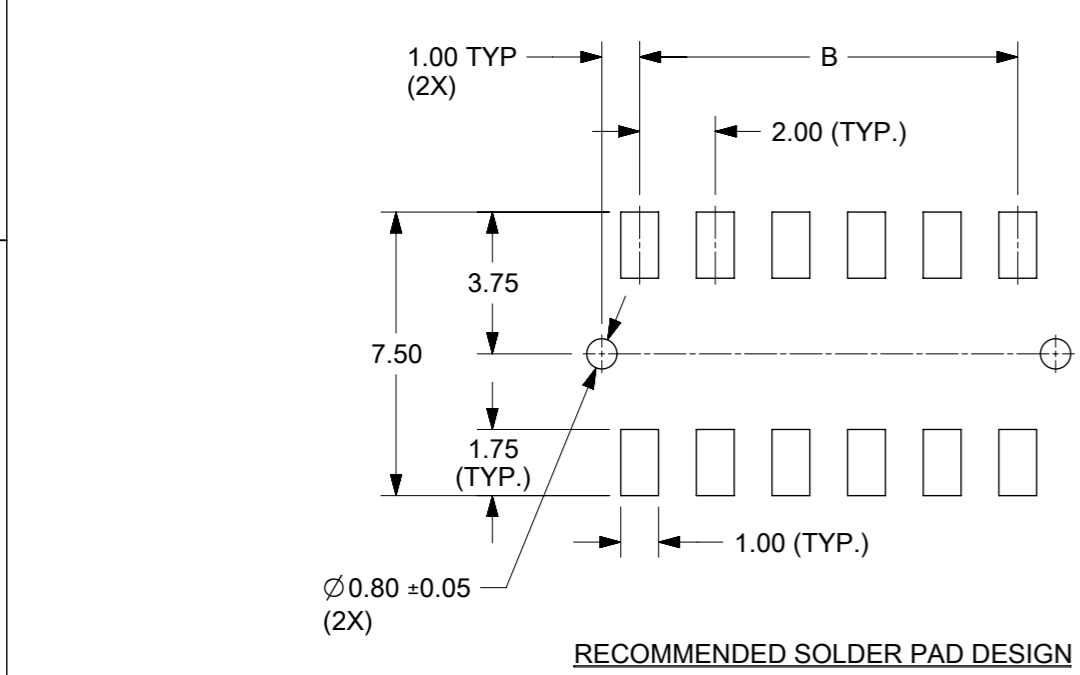 1.00 TYP
(2X)
B
2.00 (TYP.)
3.75
7.50
1.75
(TYP.)
1.00 (TYP.)
∅0.80 ±0.05
(2X)
RECOMMENDED SOLDER PAD DESIGN